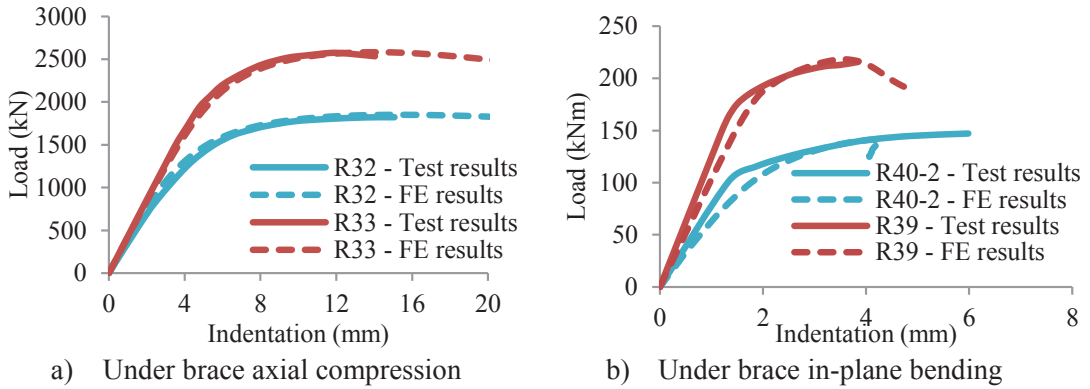 3000
2500
2000
1500
1000
500
0
Load (kN)
R32 - Test results
R32 - FE results
R33 - Test results
R33 - FE results
0 4 8 12 16 20
Indentation (mm)
a) Under brace axial compression
250
200
150
100
50
0
Load (kNm)
R40-2 - Test results
R40-2 - FE results
R39 - Test results
R39 - FE results
0 2 4 6 8
Indentation (mm)
b) Under brace in-plane bending